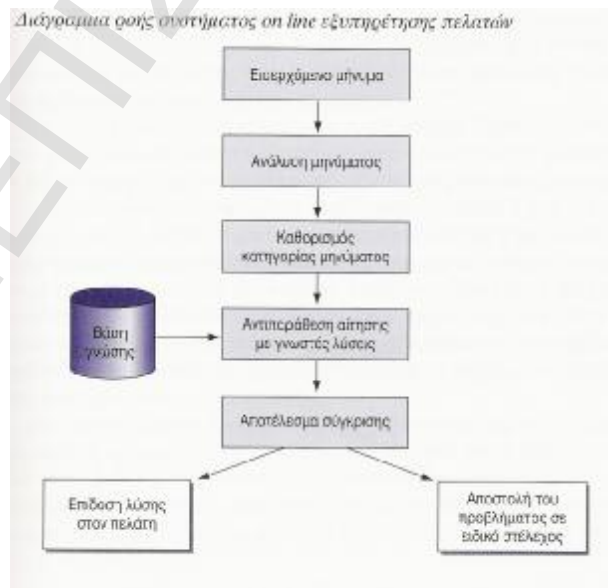 Διάγραμμα ροής συστήματος on line εξυπηρέτησης πελατών
Εισερχόμενο μήνυμα
Ανάλυση μηνύματος
Καθορισμός
κατηγορίας μηνύματος
Βάση
γνώσης
Αντιπαράθεση αίτησης
με γνωστές λύσεις
Αποτέλεσμα σύγκρισης
Επίδοση λύσης
στον πελάτη
Αποστολή του
προβλήματος σε
ειδικό στέλεχος